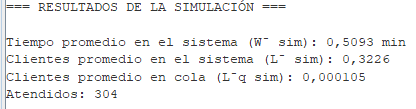 === RESULTADOS DE LA SIMULACIÓN ===
Tiempo promedio en el sistema (W¯ sim): 0,5093 min
Clientes promedio en el sistema (L¯ sim): 0,3226
Clientes promedio en cola (L¯q sim): 0,000105
Atendidos: 304